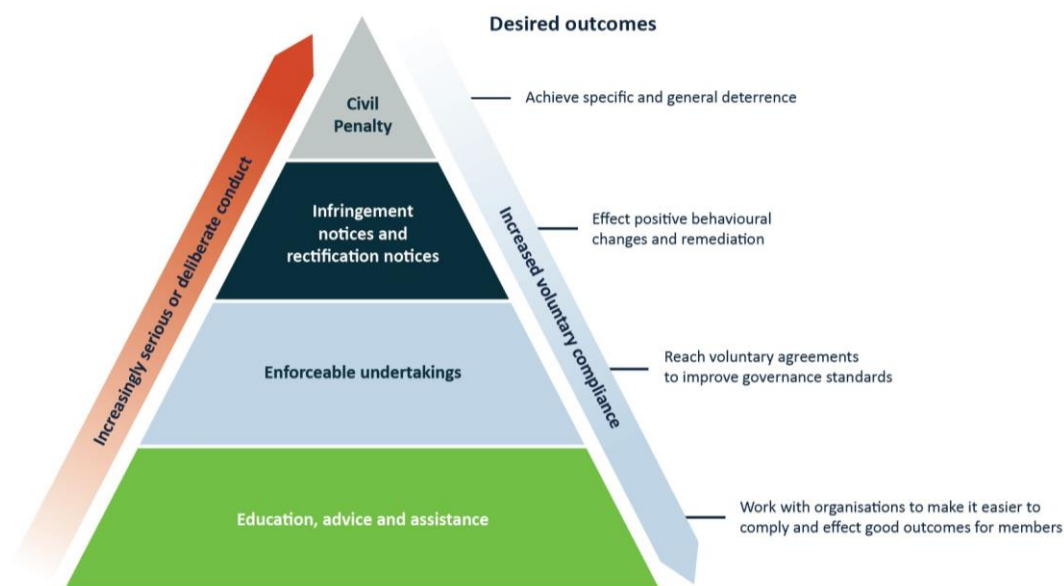 Desired outcomes
Civil
Penalty
Achieve specific and general deterrence
Increasingly serious or deliberate conduct
Infringement
notices and
rectification notices
Increased voluntary compliance
Effect positive behavioural
changes and remediation
Enforceable undertakings
Reach voluntary agreements
to improve governance standards
Education, advice and assistance
Work with organisations to make it easier to
comply and effect good outcomes for members